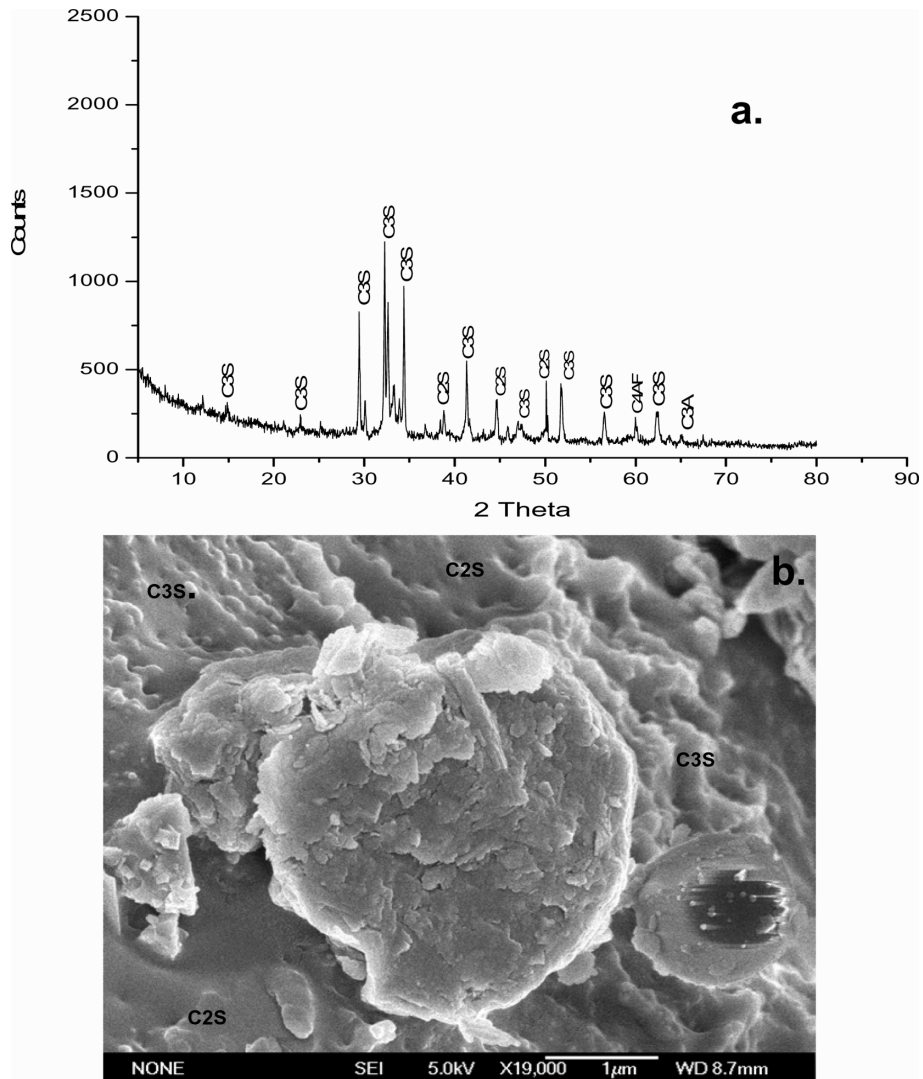 2500
a.
2000
1500
Counts
C3S
C3S
1000
C3S
C3S
500
C3S
C3S
C2S
C2S
C3S
C2S
C3S
C3S
C4AF
C3S
C3A
0
10 20 30 40 50 60 70 80 90
2 Theta
b.
C2S
C3S.
C3S
C2S
NONE SEI 5.0kV X19,000 1µm WD 8.7mm